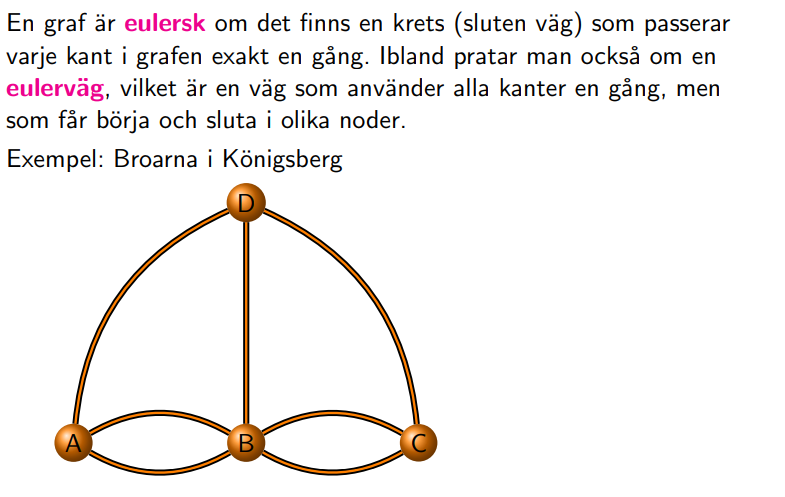 En graf är eulersk om det finns en krets (sluten väg) som passerar
varje kant i grafen exakt en gång. Ibland pratar man också om en
eulerväg, vilket är en väg som använder alla kanter en gång, men
som får börja och sluta i olika noder.
Exempel: Broarna i Königsberg
D
A B C